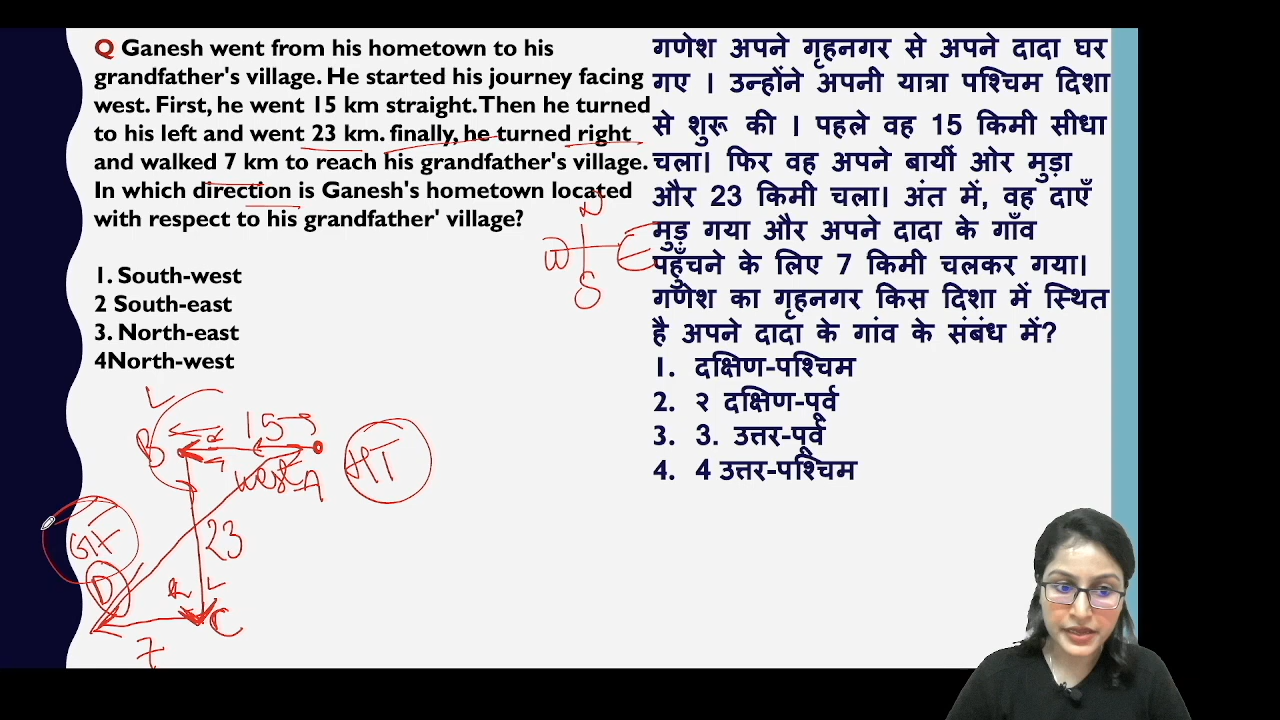 Q Ganesh went from his hometown to his
grandfather's village. He started his journey facing
west. First, he went 15 km straight. Then he turned
to his left and went 23 km. finally, he turned right
and walked 7 km to reach his grandfather's village.
In which direction is Ganesh's hometown located
with respect to his grandfather' village?
1. South-west
2 South-east
3. North-east
4North-west
गणेश अपने गृहनगर से अपने दादा घर
गए । उन्होंने अपनी यात्रा पश्चिम दिशा
से शुरू की । पहले वह 15 किमी सीधा
चला। फिर वह अपने बायीं ओर मुड़ा
और 23 किमी चला। अंत में, वह दाएँ
मुड़ गया और अपने दादा के गाँव
पहुँचने के लिए 7 किमी चलकर गया।
गणेश का गृहनगर किस दिशा में स्थित
है अपने दादा के गांव के संबंध में?
1. दक्षिण-पश्चिम
2. २ दक्षिण-पूर्व
3. 3. उत्तर-पूर्व
4. 4 उत्तर-पश्चिम
N
W E
S
L
B 15
HT
west A
23
D
R L
C
7